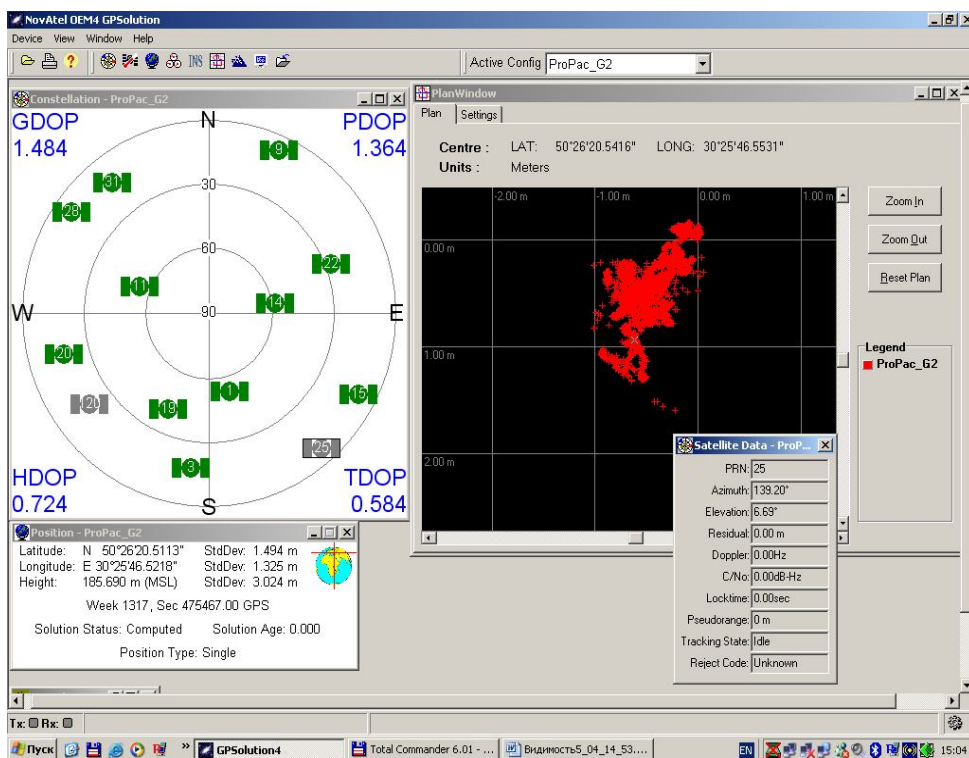 NovAtel OEM4 GPSolution
Device View Window Help
INS
Active Config ProPac_G2
Constellation - ProPac_G2
GDOP
1.484
PDOP
1.364
N
30
60
90
W
E
S
9
31
28
22
11
14
20
15
1
19
3
25
HDOP
0.724
TDOP
0.584
PlanWindow
Plan Settings
Centre : LAT: 50°26'20.5416" LONG: 30°25'46.5531"
Units : Meters
-2.00 m -1.00 m 0.00 m 1.00 m
0.00 m
1.00 m
2.00 m
Zoom In
Zoom Out
Reset Plan
Legend
ProPac_G2
Satellite Data - ProP...
PRN: 25
Azimuth: 139.20°
Elevation: 6.69°
Residual: 0.00 m
Doppler: 0.00Hz
C/No: 0.00dB-Hz
Locktime: 0.00sec
Pseudorange: 0 m
Tracking State: Idle
Reject Code: Unknown
Position - ProPac_G2
Latitude: N 50°26'20.5113" StdDev: 1.494 m
Longitude: E 30°25'46.5218" StdDev: 1.325 m
Height: 185.690 m (MSL) StdDev: 3.024 m
Week 1317, Sec 475467.00 GPS
Solution Status: Computed Solution Age: 0.000
Position Type: Single
Tx: Rx:
Пуск » GPSolution4 Total Commander 6.01 - ... Видимость5_04_14_53.... EN 15:04